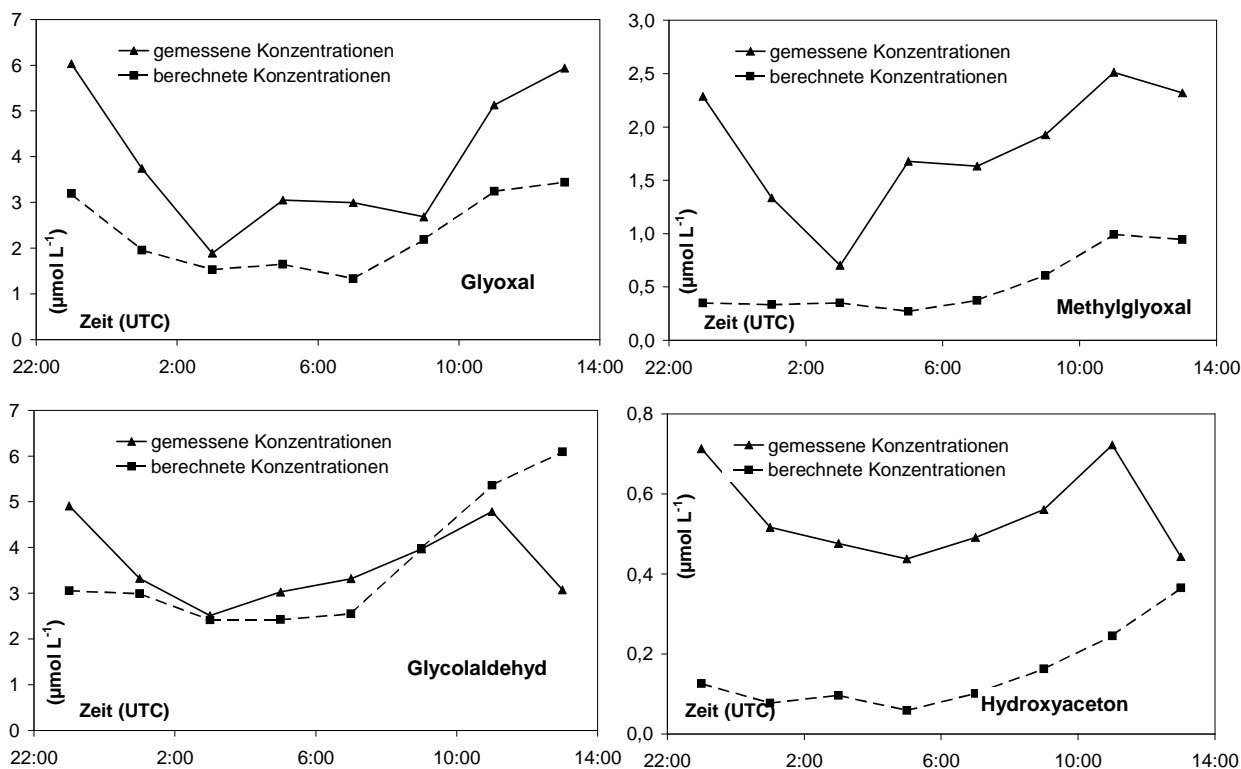 7
6
5
4
3
2
1
0
gemessene Konzentrationen
berechnete Konzentrationen
(µmol L⁻¹)
Glyoxal
Zeit (UTC)
22:00 2:00 6:00 10:00 14:00
3,0
2,5
2,0
1,5
1,0
0,5
0,0
gemessene Konzentrationen
berechnete Konzentrationen
(µmol L⁻¹)
Methylglyoxal
Zeit (UTC)
22:00 2:00 6:00 10:00 14:00
7
6
5
4
3
2
1
0
gemessene Konzentrationen
berechnete Konzentrationen
(µmol L⁻¹)
Glycolaldehyd
Zeit (UTC)
22:00 2:00 6:00 10:00 14:00
0,8
0,6
0,4
0,2
0,0
gemessene Konzentrationen
berechnete Konzentrationen
(µmol L⁻¹)
Zeit (UTC)
Hydroxyaceton
22:00 2:00 6:00 10:00 14:00